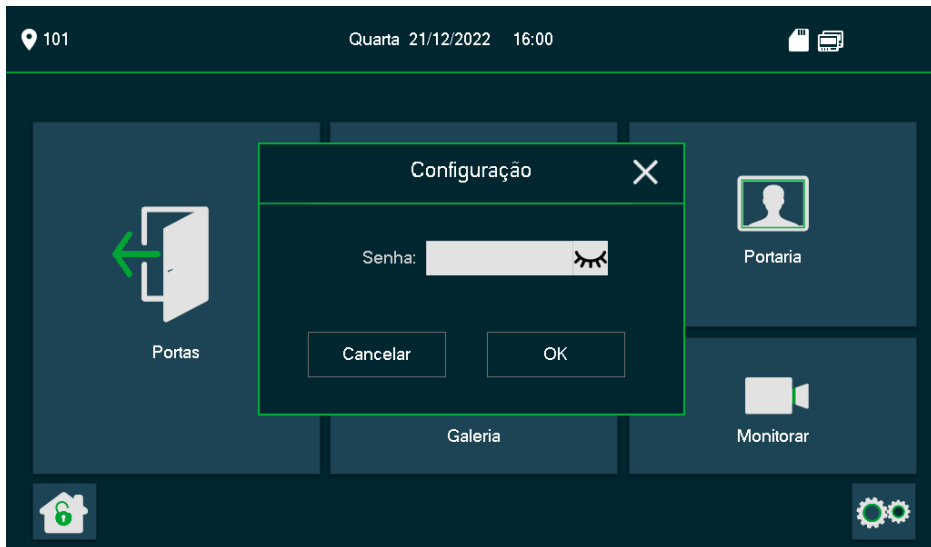 101
Quarta 21/12/2022 16:00
Configuração
Senha:
Cancelar
OK
Portas
Galeria
Portaria
Monitorar